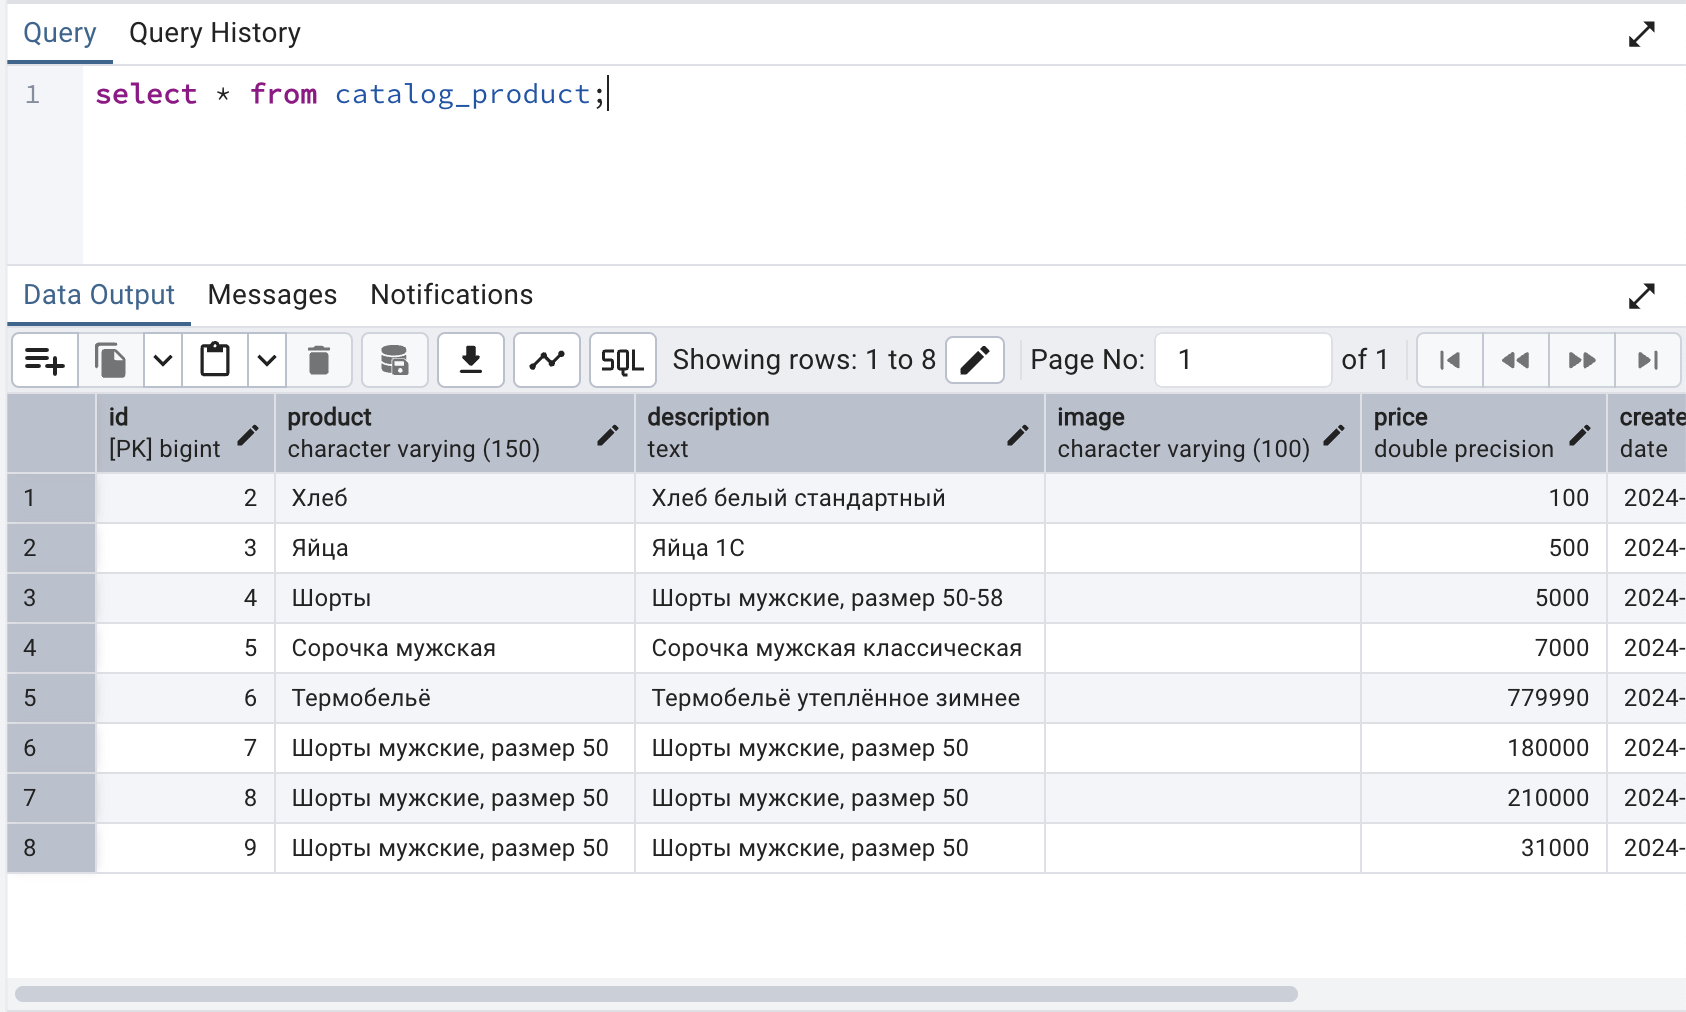 Query Query History
1 select * from catalog_product;
Data Output Messages Notifications
SQL Showing rows: 1 to 8 Page No: 1 of 1
id product description image price create
[PK] bigint character varying (150) text character varying (100) double precision date
1 2 Хлеб Хлеб белый стандартный 100 2024-
2 3 Яйца Яйца 1С 500 2024-
3 4 Шорты Шорты мужские, размер 50-58 5000 2024-
4 5 Сорочка мужская Сорочка мужская классическая 7000 2024-
5 6 Термобельё Термобельё утеплённое зимнее 779990 2024-
6 7 Шорты мужские, размер 50 Шорты мужские, размер 50 180000 2024-
7 8 Шорты мужские, размер 50 Шорты мужские, размер 50 210000 2024-
8 9 Шорты мужские, размер 50 Шорты мужские, размер 50 31000 2024-